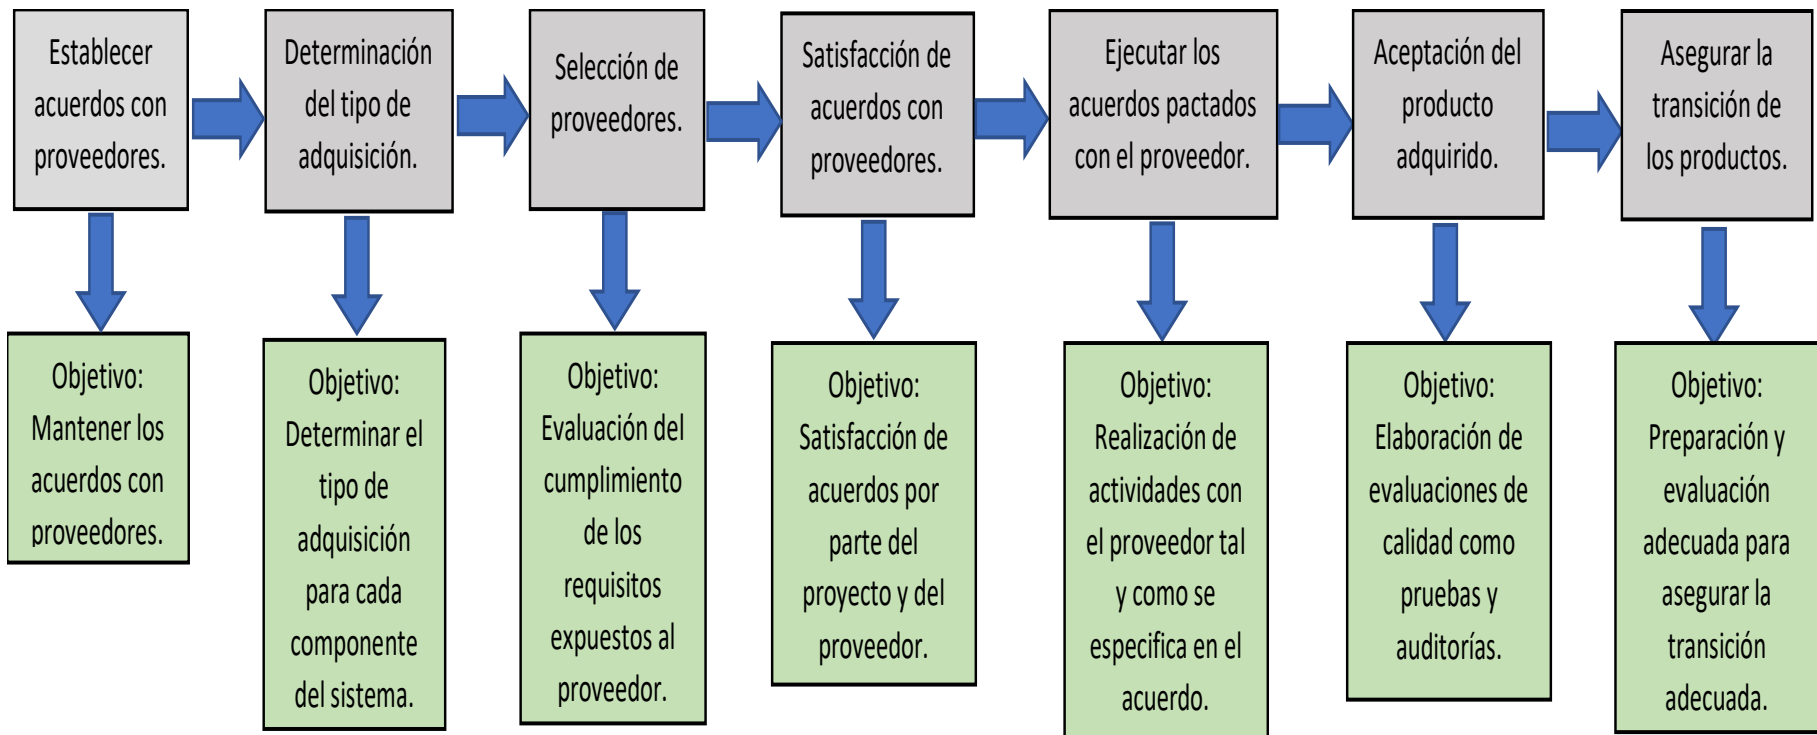 Establecer
acuerdos con
proveedores.
Determinación
del tipo de
adquisición.
Selección de
proveedores.
Satisfacción de
acuerdos con
proveedores.
Ejecutar los
acuerdos pactados
con el proveedor.
Aceptación del
producto
adquirido.
Asegurar la
transición de
los productos.
Objetivo:
Mantener los
acuerdos con
proveedores.
Objetivo:
Determinar el
tipo de
adquisición
para cada
componente
del sistema.
Objetivo:
Evaluación del
cumplimiento
de los
requisitos
expuestos al
proveedor.
Objetivo:
Satisfacción de
acuerdos por
parte del
proyecto y del
proveedor.
Objetivo:
Realización de
actividades con
el proveedor tal
y como se
especifica en el
acuerdo.
Objetivo:
Elaboración de
evaluaciones de
calidad como
pruebas y
auditorías.
Objetivo:
Preparación y
evaluación
adecuada para
asegurar la
transición
adecuada.